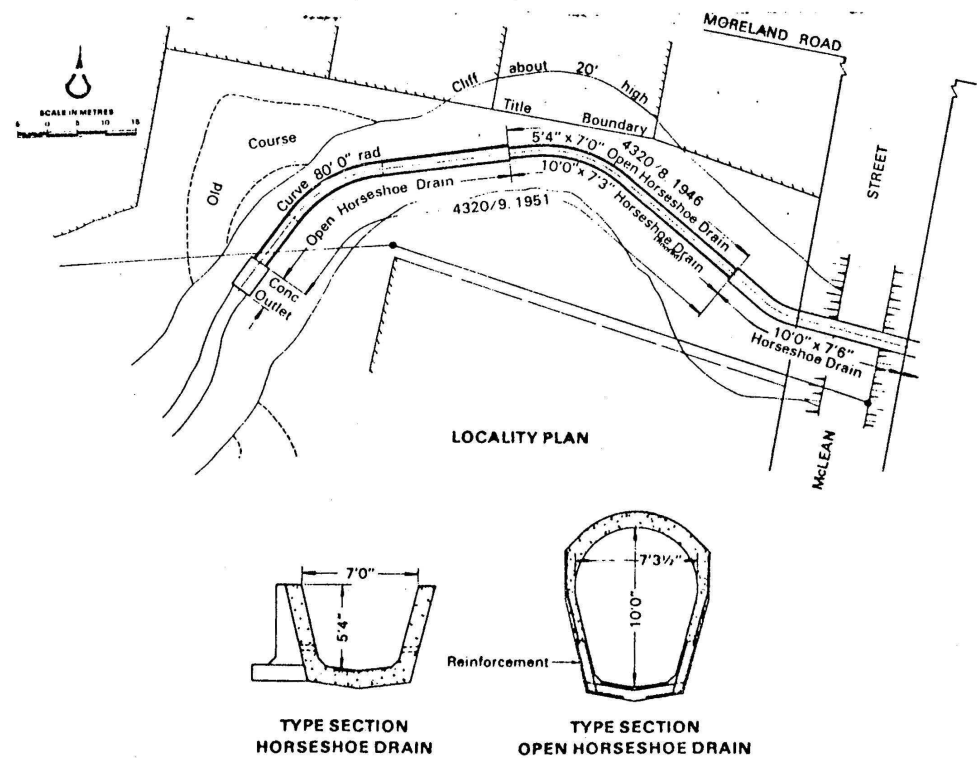 MORELAND ROAD
SCALE IN METRES
Cliff about 20' high
Title Boundary
Course
Old
Curve 80'0" rad
Open Horseshoe Drain
4320/9.1951
5'4" x 7'0" Open Horseshoe Drain
4320/8.1946
10'0" x 7'3" Horseshoe Drain
Conc
Outlet
10'0" x 7'6"
Horseshoe Drain
STREET
McLEAN
LOCALITY PLAN
7'0"
5'4"
7'3½"
10'0"
Reinforcement
TYPE SECTION
HORSESHOE DRAIN
TYPE SECTION
OPEN HORSESHOE DRAIN